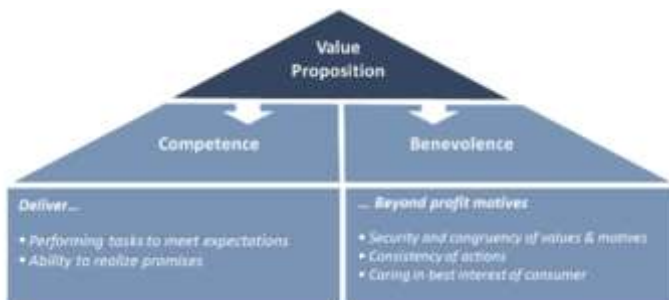 Value
Proposition
Competence
Benevolence
Deliver...
• Performing tasks to meet expectations
• Ability to realize promises
... Beyond profit motives
• Security and congruency of values & motives
• Consistency of actions
• Caring in best interest of consumer